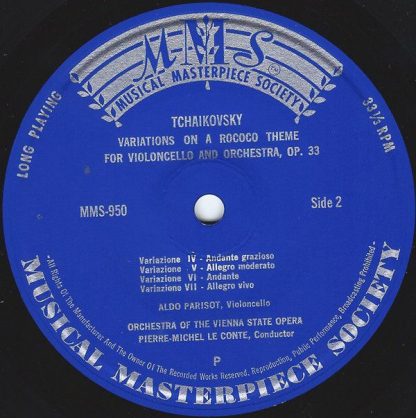 MMS
MUSICAL MASTERPIECE SOCIETY
LONG PLAYING
33 1/3 RPM
TCHAIKOVSKY
VARIATIONS ON A ROCOCO THEME
FOR VIOLONCELLO AND ORCHESTRA, OP. 33
MMS-950
Side 2
Variazione IV - Andante grazioso
Variazione V - Allegro moderato
Variazione VI - Andante
Variazione VII - Allegro vivo
ALDO PARISOT, Violoncello
ORCHESTRA OF THE VIENNA STATE OPERA
PIERRE-MICHEL LE CONTE, Conductor
P
-All Rights Of The Manufacturer And The Owner Of The Recorded Works Reserved. Reproduction, Public Performance, Broadcasting Prohibited-
MUSICAL MASTERPIECE SOCIETY